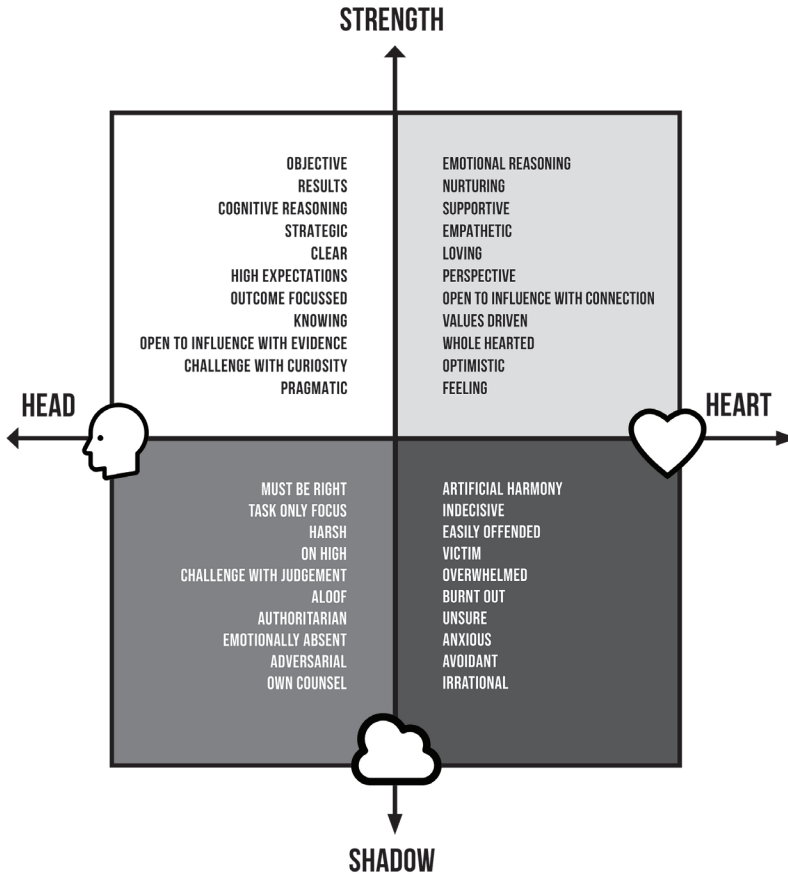 STRENGTH
OBJECTIVE
RESULTS
COGNITIVE REASONING
STRATEGIC
CLEAR
HIGH EXPECTATIONS
OUTCOME FOCUSSED
KNOWING
OPEN TO INFLUENCE WITH EVIDENCE
CHALLENGE WITH CURIOSITY
PRAGMATIC
EMOTIONAL REASONING
NURTURING
SUPPORTIVE
EMPATHETIC
LOVING
PERSPECTIVE
OPEN TO INFLUENCE WITH CONNECTION
VALUES DRIVEN
WHOLE HEARTED
OPTIMISTIC
FEELING
HEAD
HEART
MUST BE RIGHT
TASK ONLY FOCUS
HARSH
ON HIGH
CHALLENGE WITH JUDGEMENT
ALOOF
AUTHORITARIAN
EMOTIONALLY ABSENT
ADVERSARIAL
OWN COUNSEL
ARTIFICIAL HARMONY
INDECISIVE
EASILY OFFENDED
VICTIM
OVERWHELMED
BURNT OUT
UNSURE
ANXIOUS
AVOIDANT
IRRATIONAL
SHADOW